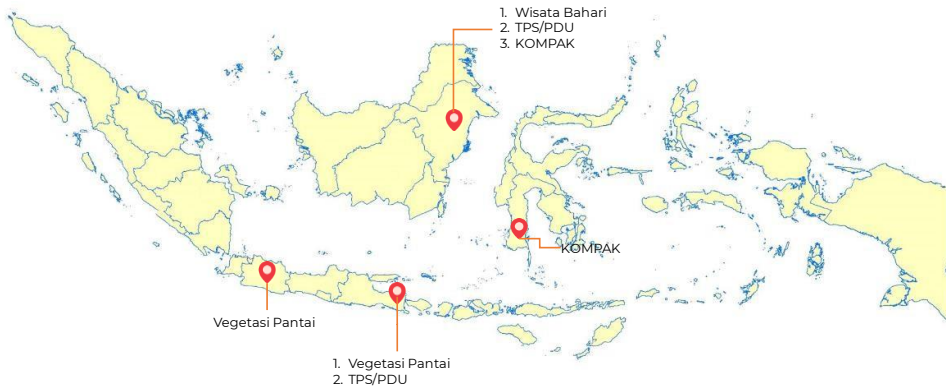 1. Wisata Bahari
2. TPS/PDU
3. KOMPAK
KOMPAK
Vegetasi Pantai
1. Vegetasi Pantai
2. TPS/PDU